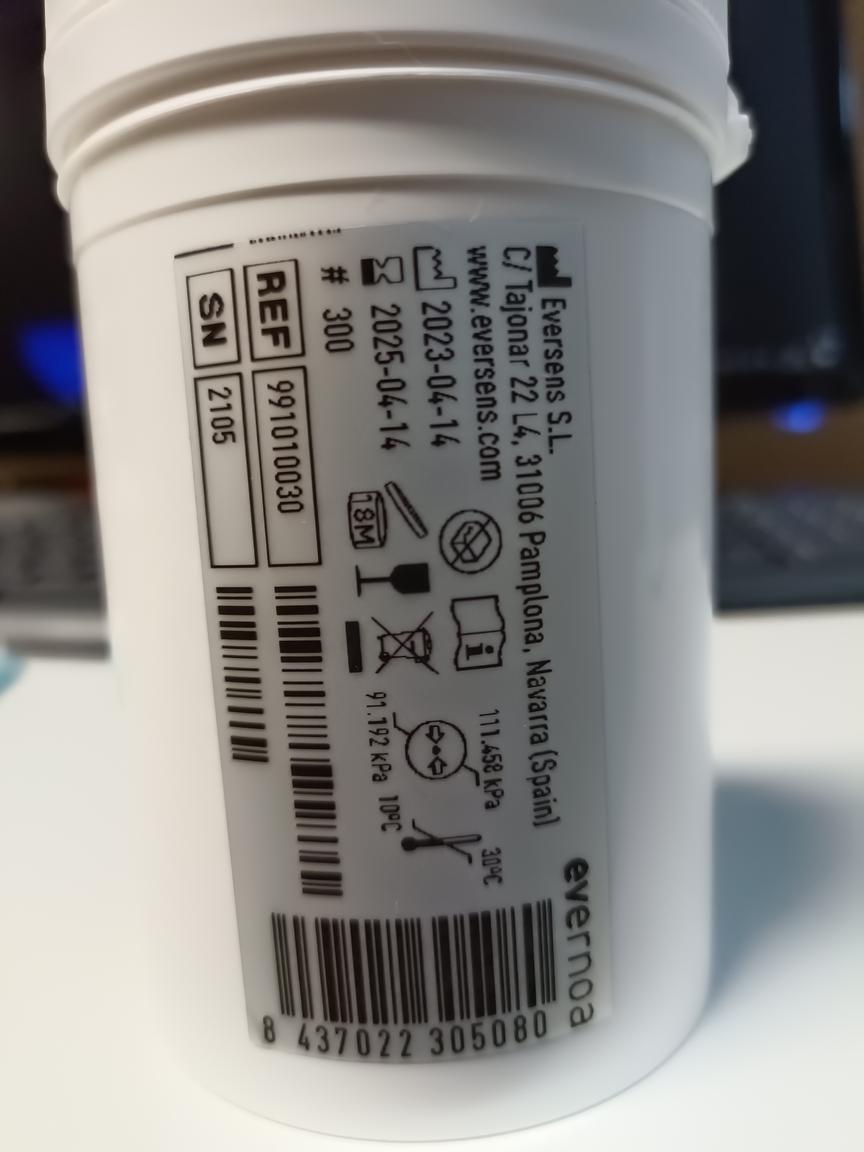 Eversens S.L.
C/ Tajonar 22 L4, 31006 Pamplona, Navarra (Spain)
www.eversens.com
2023-04-14
2025-04-14
# 300
REF 991010030
SN 2105
18M
111.458 kPa
91.192 kPa
30ºC
10ºC
evernoa
8 437022 305080